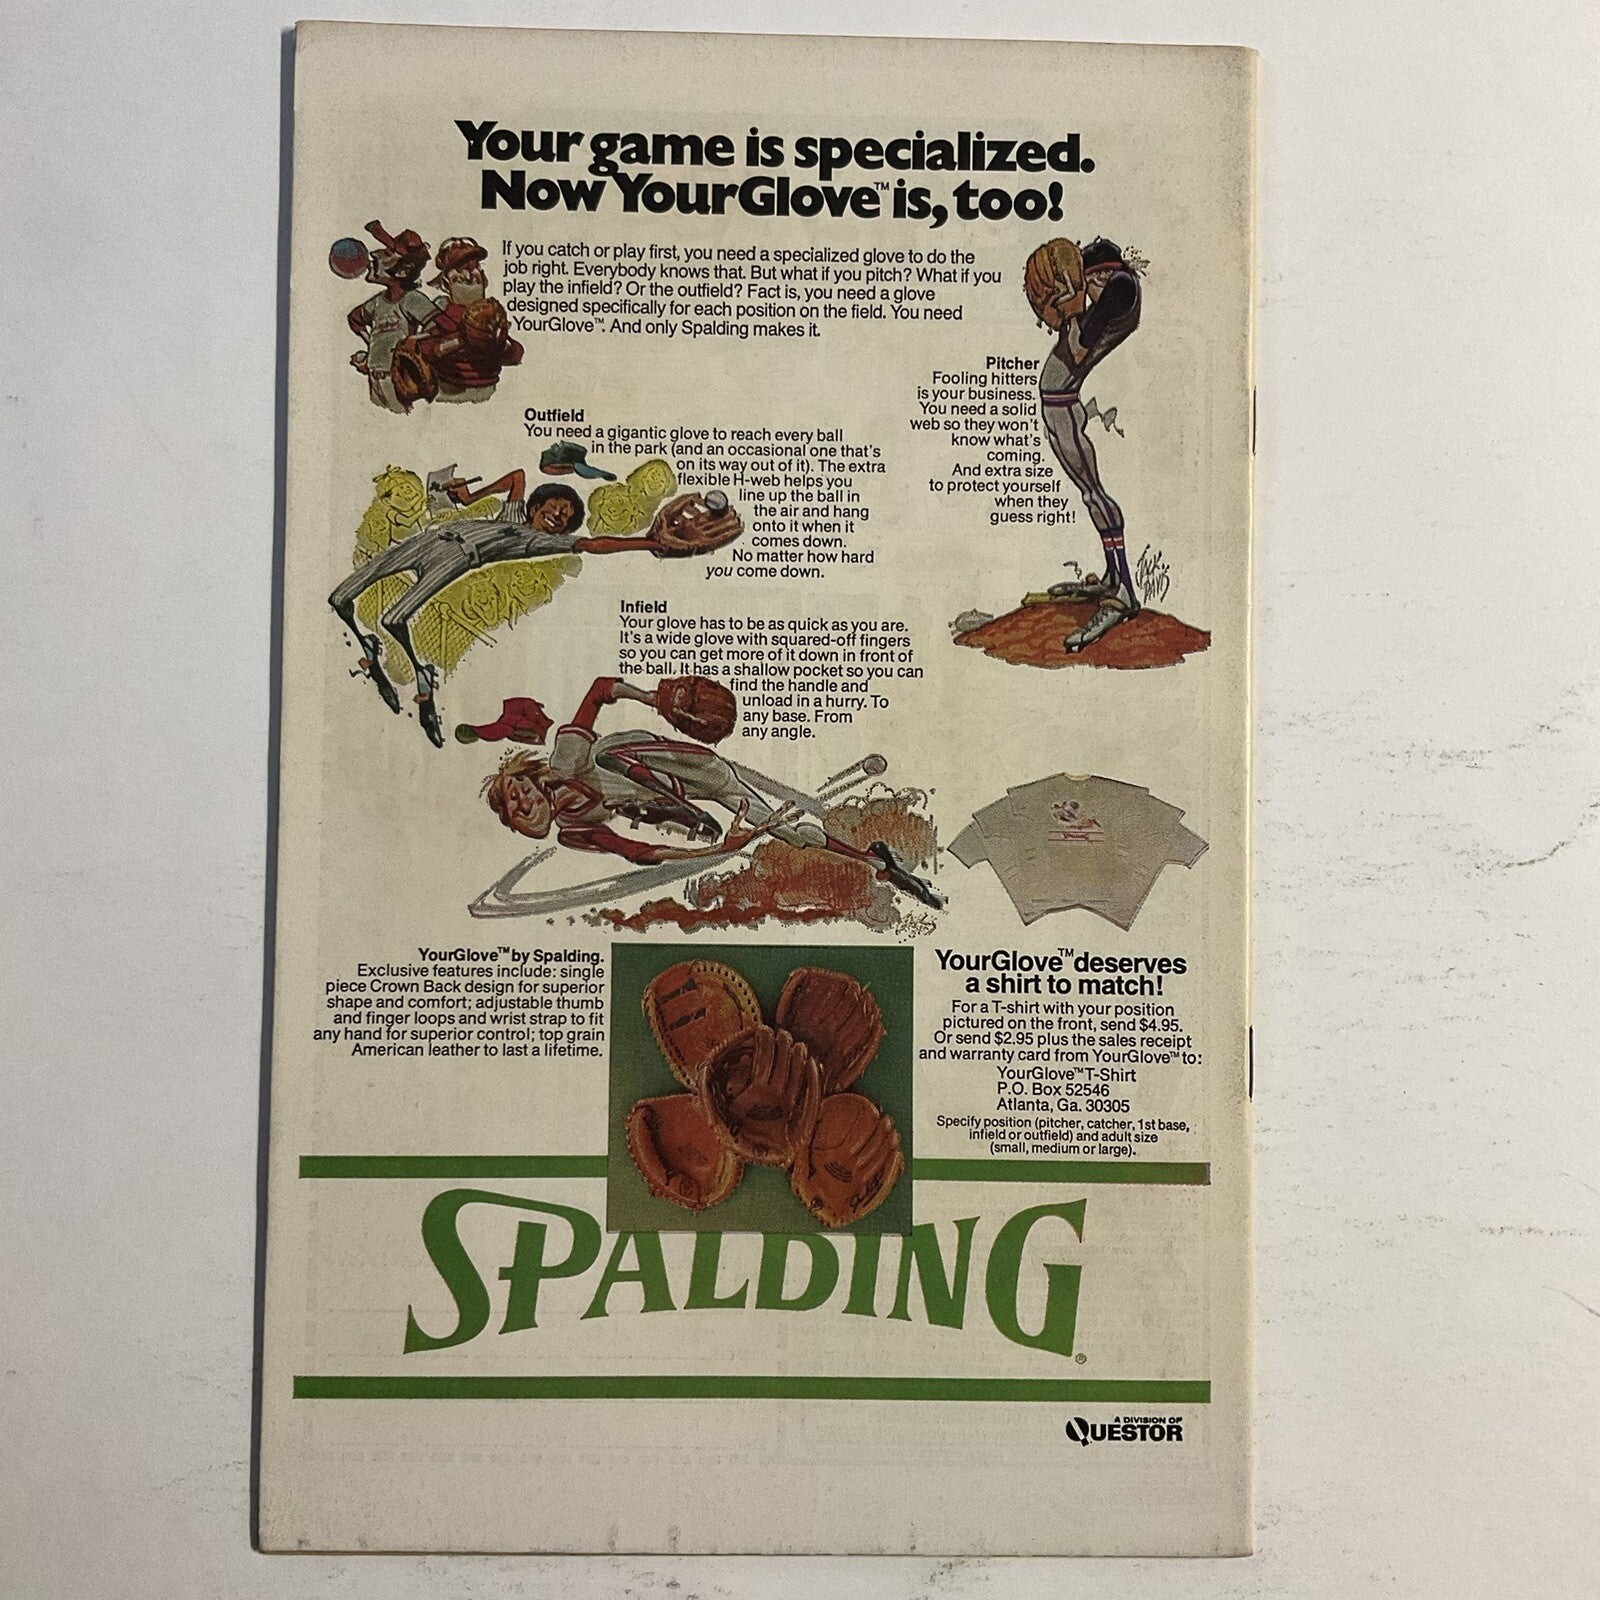 Your game is specialized.
Now YourGlove™ is, too!
If you catch or play first, you need a specialized glove to do the
job right. Everybody knows that. But what if you pitch? What if you
play the infield? Or the outfield? Fact is, you need a glove
designed specifically for each position on the field. You need
YourGlove™. And only Spalding makes it.
Pitcher
Fooling hitters
is your business.
You need a solid
web so they won't
know what's
coming.
And extra size
to protect yourself
when they
guess right!
JACK
DAVIS
Outfield
You need a gigantic glove to reach every ball
in the park (and an occasional one that's
on its way out of it). The extra
flexible H-web helps you
line up the ball in
the air and hang
onto it when it
comes down.
No matter how hard
you come down.
Infield
Your glove has to be as quick as you are.
It's a wide glove with squared-off fingers
so you can get more of it down in front of
the ball. It has a shallow pocket so you can
find the handle and
unload in a hurry. To
any base. From
any angle.
YourGlove™ by Spalding.
Exclusive features include: single
piece Crown Back design for superior
shape and comfort; adjustable thumb
and finger loops and wrist strap to fit
any hand for superior control; top grain
American leather to last a lifetime.
YourGlove™ deserves
a shirt to match!
For a T-shirt with your position
pictured on the front, send $4.95.
Or send $2.95 plus the sales receipt
and warranty card from YourGlove™ to:
YourGlove™ T-Shirt
P.O. Box 52546
Atlanta, Ga. 30305
Specify position (pitcher, catcher, 1st base,
infield or outfield) and adult size
(small, medium or large).
SPALDING®
A DIVISION OF
QUESTOR